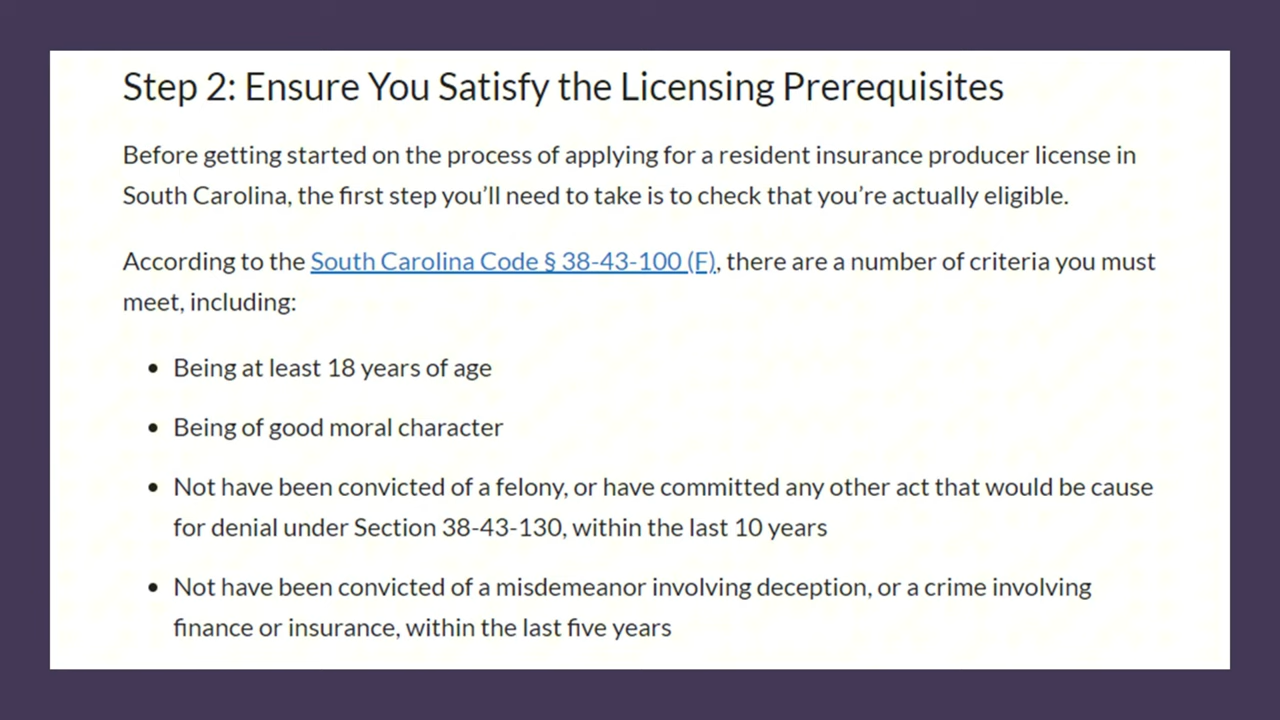 Step 2: Ensure You Satisfy the Licensing Prerequisites
Before getting started on the process of applying for a resident insurance producer license in
South Carolina, the first step you’ll need to take is to check that you’re actually eligible.
According to the South Carolina Code § 38-43-100 (F), there are a number of criteria you must
meet, including:
• Being at least 18 years of age
• Being of good moral character
• Not have been convicted of a felony, or have committed any other act that would be cause
for denial under Section 38-43-130, within the last 10 years
• Not have been convicted of a misdemeanor involving deception, or a crime involving
finance or insurance, within the last five years